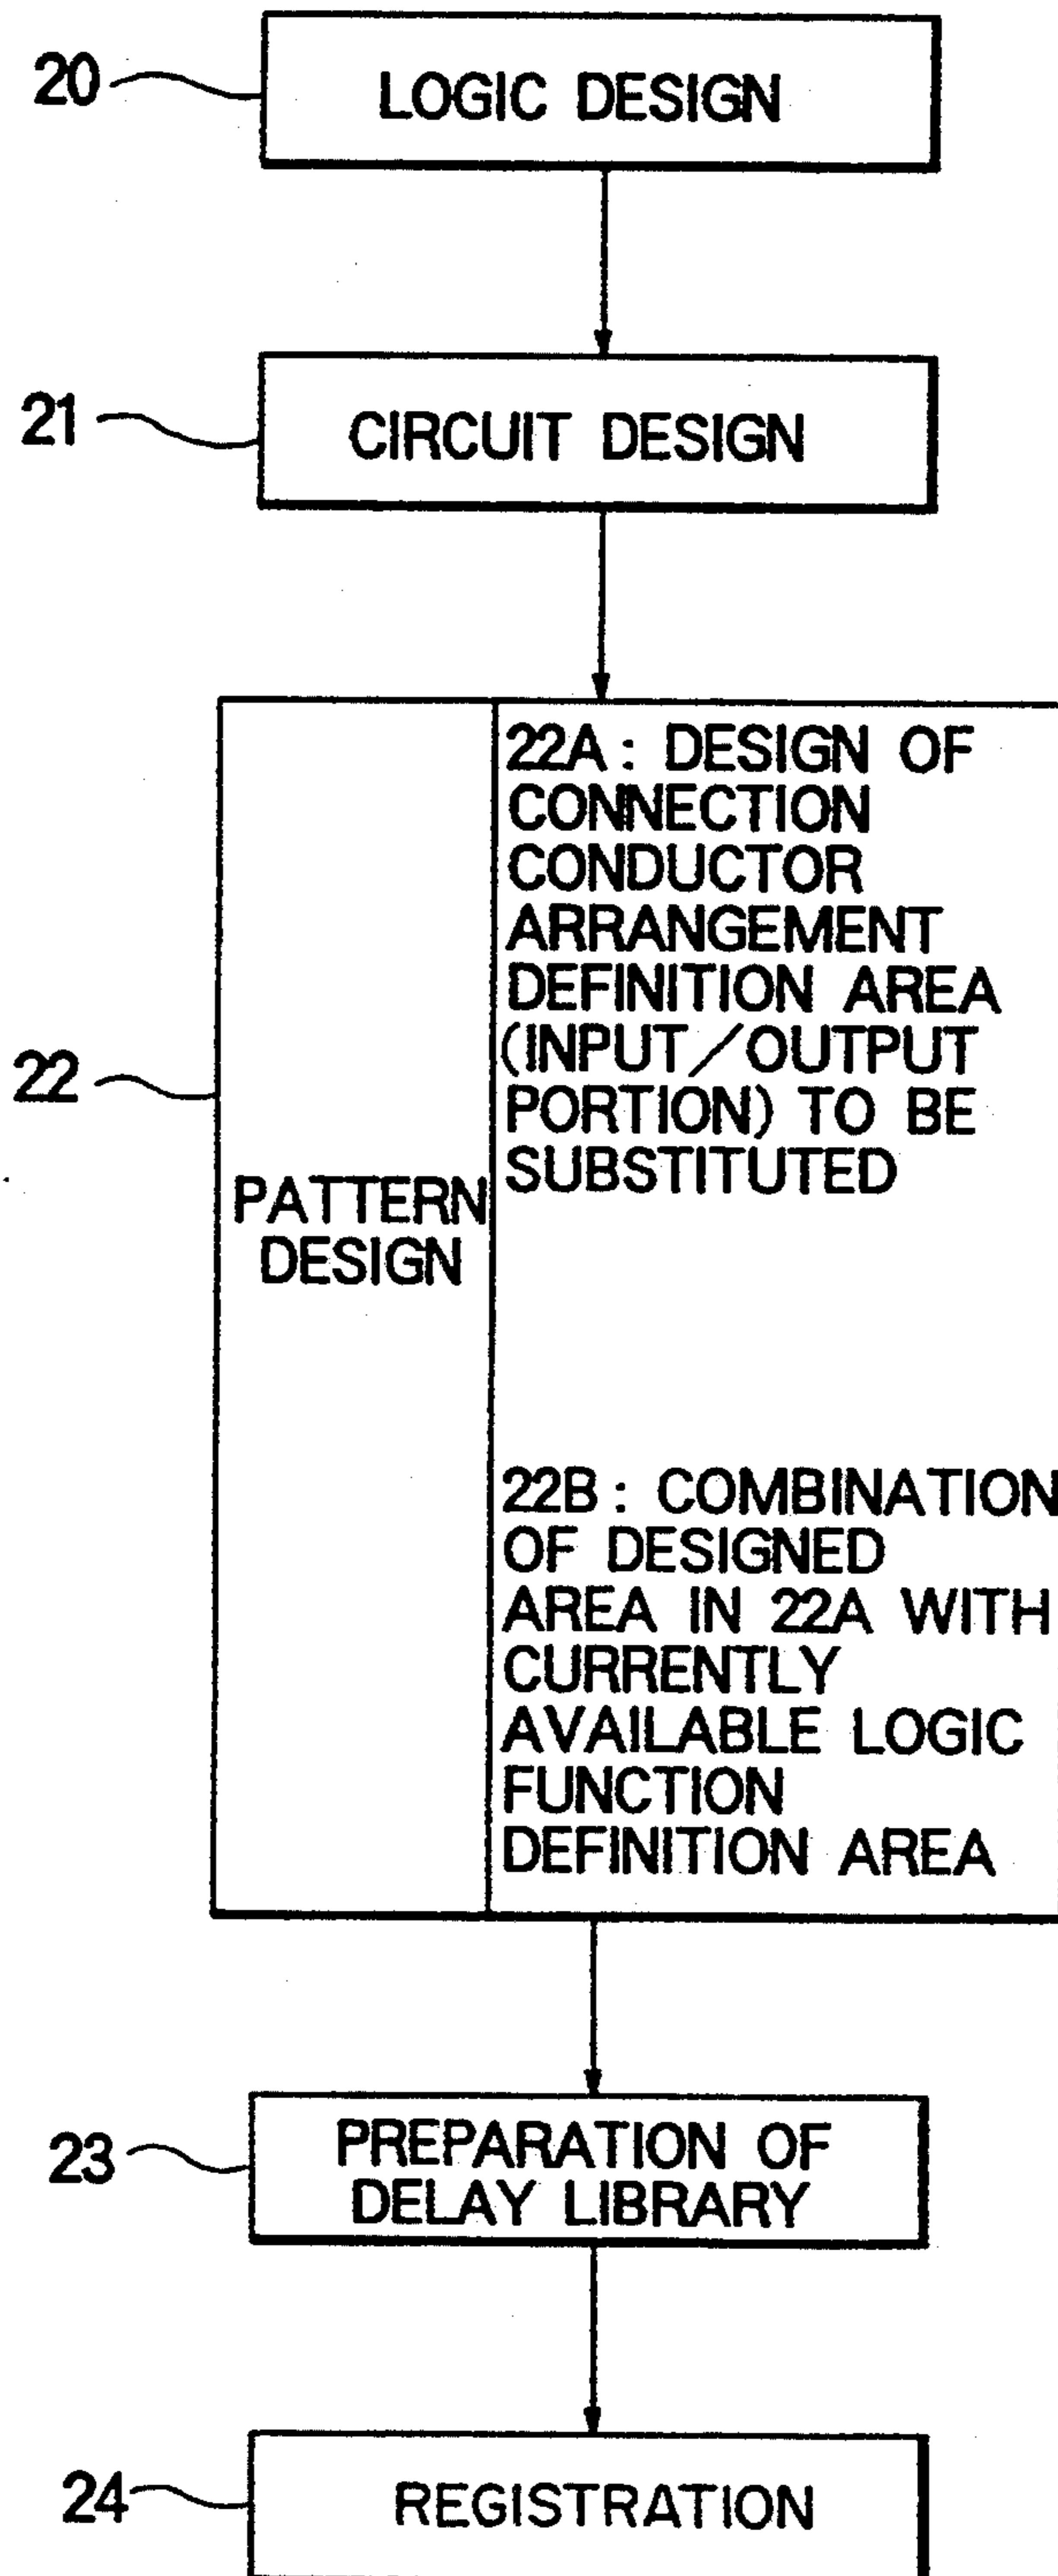 20
LOGIC DESIGN
21
CIRCUIT DESIGN
22
PATTERN
DESIGN
22A : DESIGN OF
CONNECTION
CONDUCTOR
ARRANGEMENT
DEFINITION AREA
(INPUT/OUTPUT
PORTION) TO BE
SUBSTITUTED
22B : COMBINATION
OF DESIGNED
AREA IN 22A WITH
CURRENTLY
AVAILABLE LOGIC
FUNCTION
DEFINITION AREA
23
PREPARATION OF
DELAY LIBRARY
24
REGISTRATION